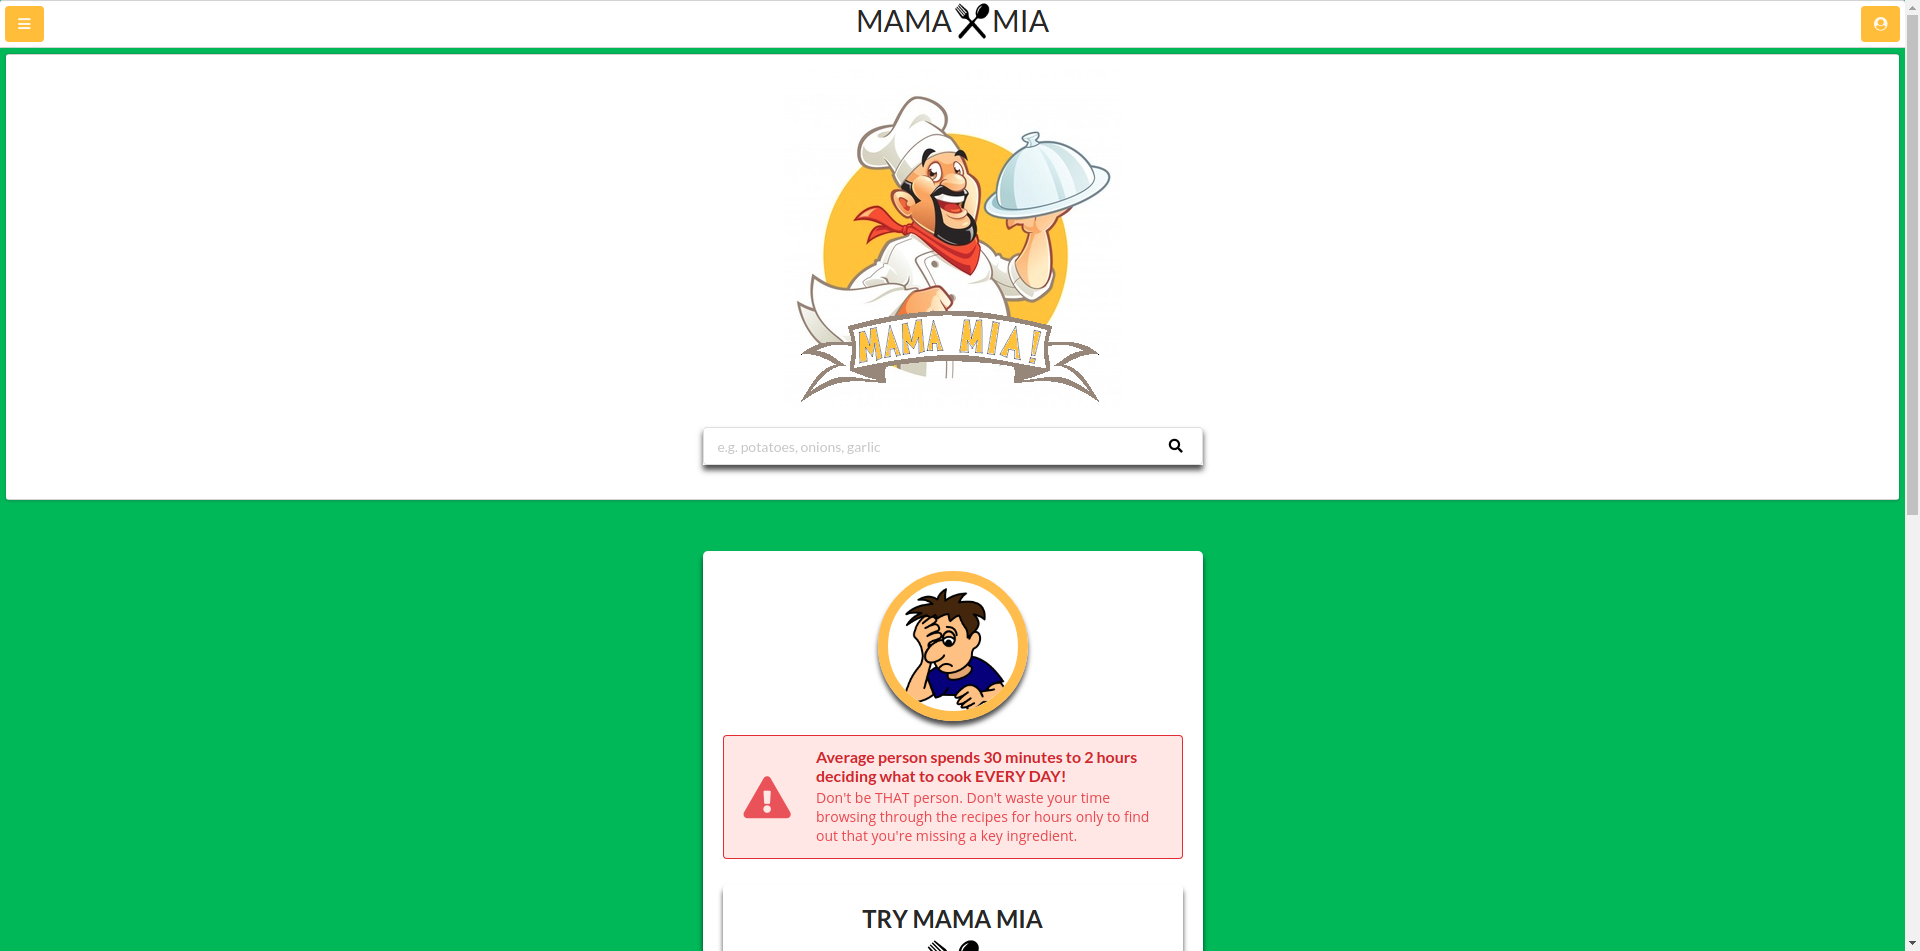 MAMA MIA
MAMA MIA!
e.g. potatoes, onions, garlic
Average person spends 30 minutes to 2 hours
deciding what to cook EVERY DAY!
Don't be THAT person. Don't waste your time
browsing through the recipes for hours only to find
out that you're missing a key ingredient.
TRY MAMA MIA